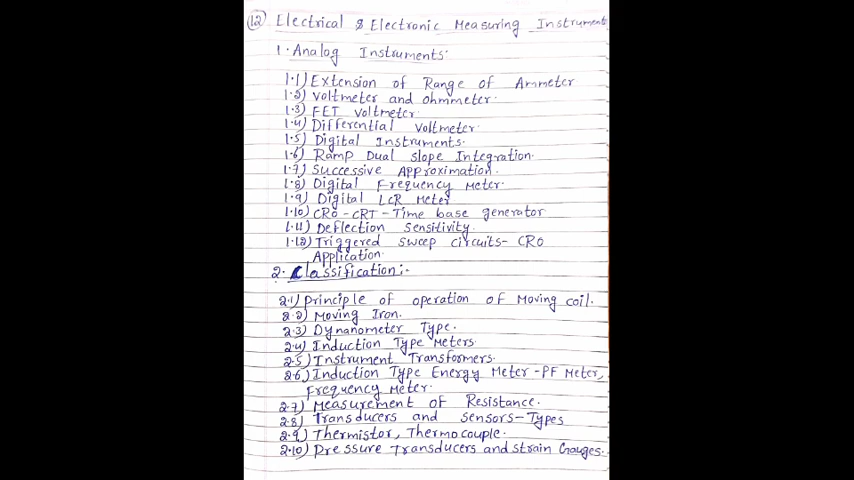 12 Electrical & Electronic Measuring Instrument
1. Analog Instruments.
1.1) Extension of Range of Ammeter
1.2) Voltmeter and ohmmeter.
1.3) FET Voltmeter
1.4) Differential Voltmeter.
1.5) Digital Instruments.
1.6) Ramp Dual Slope Integration.
1.7) Successive Approximation.
1.8) Digital Frequency Meter.
1.9) Digital LCR Meter
1.10) CRO-CRT-Time base generator
1.11) Deflection Sensitivity.
1.12) Triggered sweep circuits-CRO
Application.
2. Classification:.
2.1) Principle of operation of Moving coil.
2.2) Moving Iron.
2.3) Dynanometer Type.
2.4) Induction Type Meters.
2.5) Instrument Transformers.
2.6) Induction Type Energy Meter-PF Meter,
Frequency Meter.
2.7) Measurement of Resistance.
2.8) Transducers and sensors-Types
2.9) Thermistor, Thermocouple.
2.10) Pressure Transducers and strain Gauges.